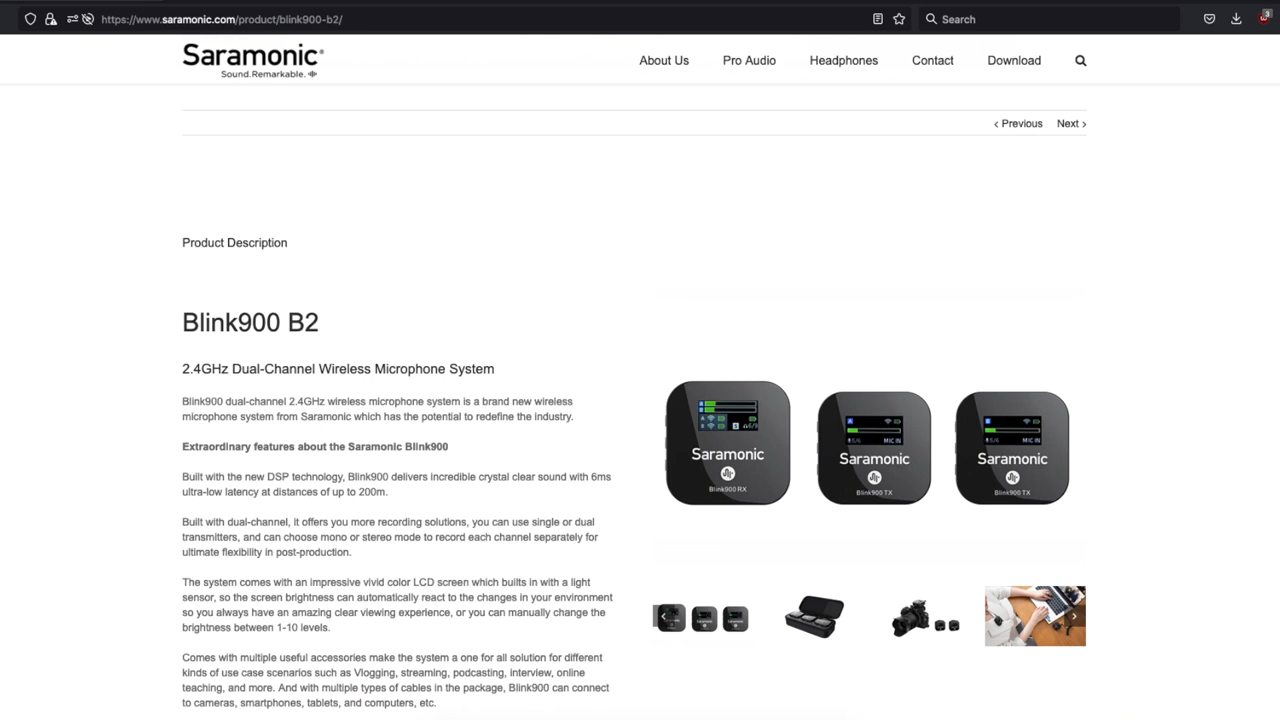 https://www.saramonic.com/product/blink900-b2/
Search
3
Saramonic®
Sound.Remarkable.
About Us
Pro Audio
Headphones
Contact
Download
Previous
Next
Product Description
Blink900 B2
2.4GHz Dual-Channel Wireless Microphone System
Blink900 dual-channel 2.4GHz wireless microphone system is a brand new wireless
microphone system from Saramonic which has the potential to redefine the industry.
Extraordinary features about the Saramonic Blink900
Built with the new DSP technology, Blink900 delivers incredible crystal clear sound with 6ms
ultra-low latency at distances of up to 200m.
Built with dual-channel, it offers you more recording solutions, you can use single or dual
transmitters, and can choose mono or stereo mode to record each channel separately for
ultimate flexibility in post-production.
The system comes with an impressive vivid color LCD screen which builts in with a light
sensor, so the screen brightness can automatically react to the changes in your environment
so you always have an amazing clear viewing experience, or you can manually change the
brightness between 1-10 levels.
Comes with multiple useful accessories make the system a one for all solution for different
kinds of use case scenarios such as Vlogging, streaming, podcasting, interview, online
teaching, and more. And with multiple types of cables in the package, Blink900 can connect
to cameras, smartphones, tablets, and computers, etc.
Saramonic
Blink900 RX
5/6 MIC IN
Saramonic
Blink900 TX
5/6 MIC IN
Saramonic
Blink900 TX